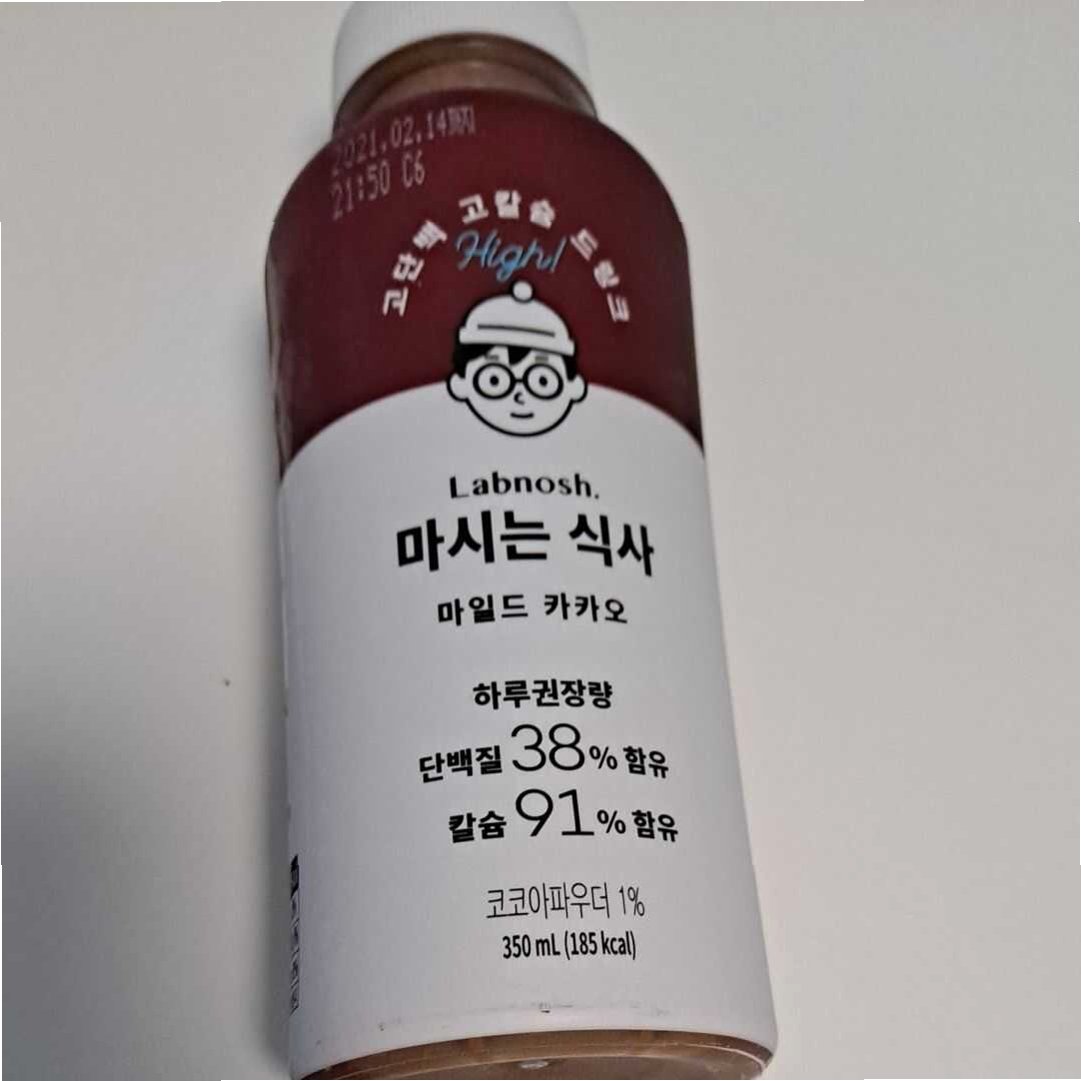 2021.02.14까지
21:50 C6
고단백 고칼슘 드링크
High!
Labnosh.
마시는 식사
마일드 카카오
하루권장량
단백질 38% 함유
칼슘 91% 함유
코코아파우더 1%
350 mL (185 kcal)